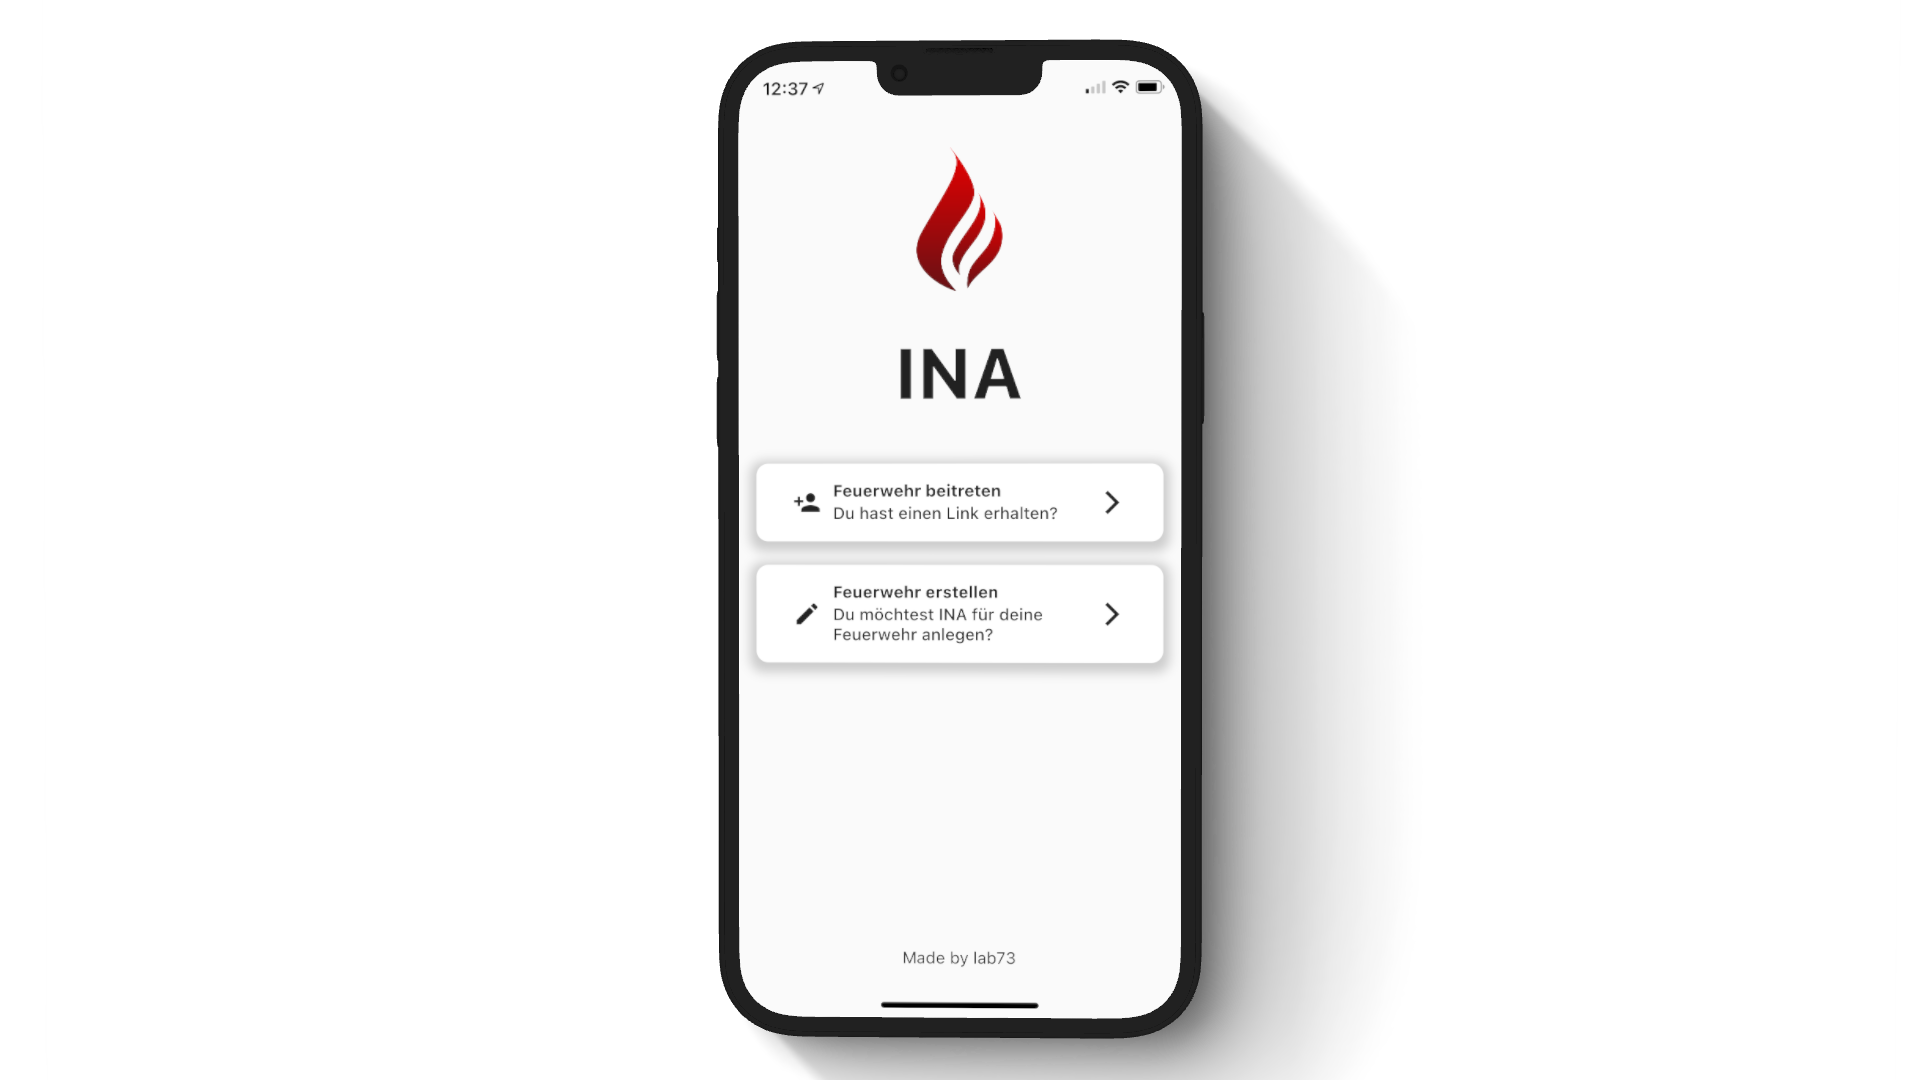 12:37
INA
Feuerwehr beitreten
Du hast einen Link erhalten?
Feuerwehr erstellen
Du möchtest INA für deine
Feuerwehr anlegen?
Made by lab73